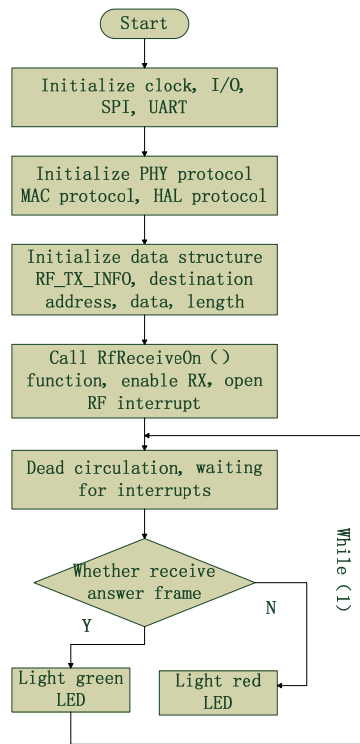 Start
Initialize clock, I/O,
SPI, UART
Initialize PHY protocol
MAC protocol, HAL protocol
Initialize data structure
RF_TX_INFO, destination
address, data, length
Call RfReceiveOn ()
function, enable RX, open
RF interrupt
Dead circulation, waiting
for interrupts
Whether receive
answer frame
While (1)
N
Y
Light green
LED
Light red
LED